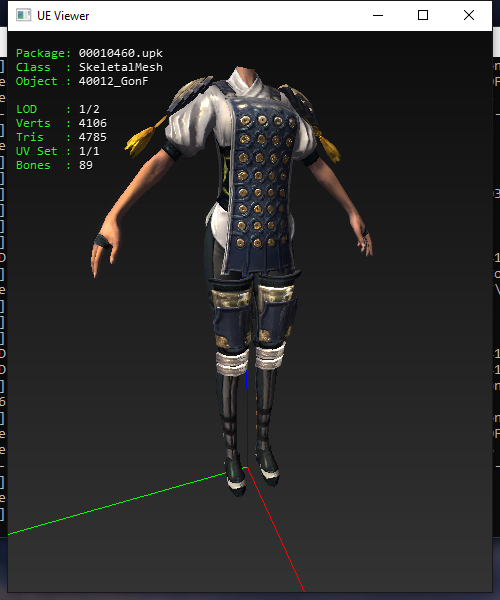 UE Viewer
Package: 00010460.upk
Class : SkeletalMesh
Object : 40012_GonF
LOD : 1/2
Verts : 4106
Tris : 4785
UV Set : 1/1
Bones : 89